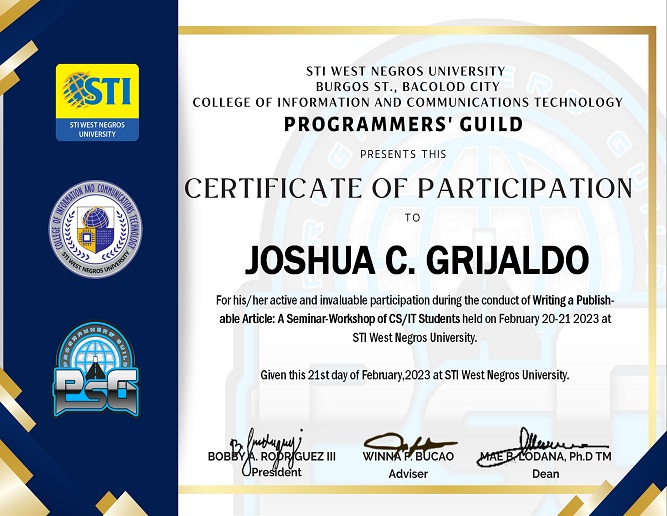 STI
STI WEST NEGROS
UNIVERSITY
COLLEGE OF INFORMATION AND COMMUNICATIONS TECHNOLOGY
STI WEST NEGROS UNIVERSITY
PROGRAMMERS GUILD
PSG
STI WEST NEGROS UNIVERSITY
BURGOS ST., BACOLOD CITY
COLLEGE OF INFORMATION AND COMMUNICATIONS TECHNOLOGY
PROGRAMMERS' GUILD
PRESENTS THIS
CERTIFICATE OF PARTICIPATION
TO
JOSHUA C. GRIJALDO
For his/her active and invaluable participation during the conduct of Writing a Publish-
able Article: A Seminar-Workshop of CS/IT Students held on February 20-21 2023 at
STI West Negros University.
Given this 21st day of February,2023 at STI West Negros University.
BOBBY A. RODRIGUEZ III
President
WINNA P. BUCAO
Adviser
MAE B. LODANA, Ph.D TM
Dean